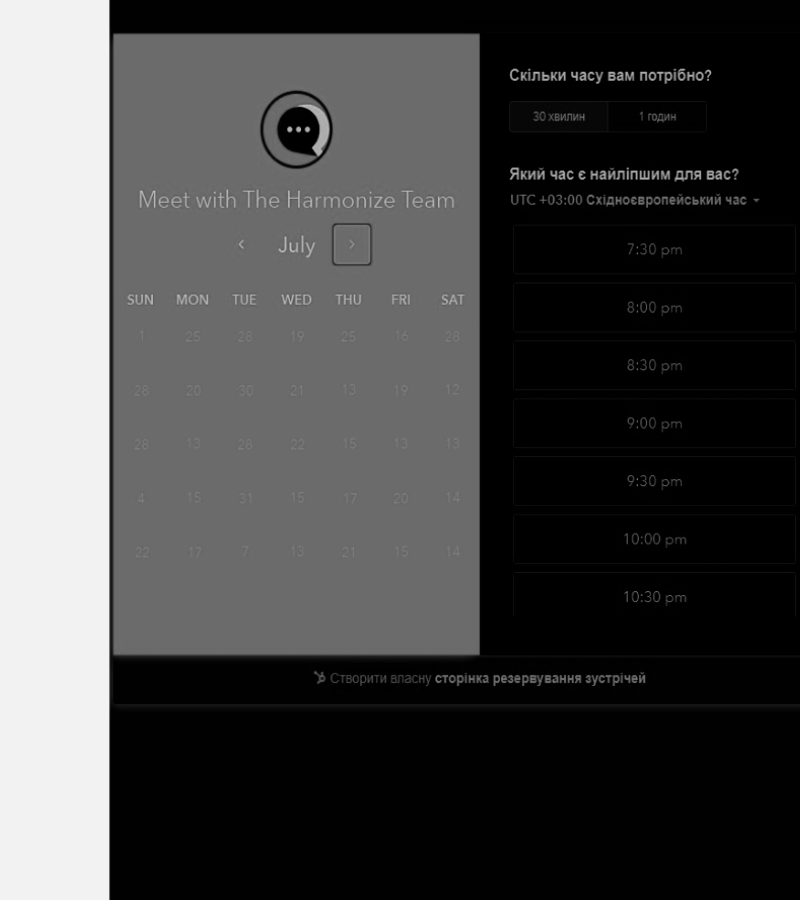 Meet with The Harmonize Team
July
SUN MON TUE WED THU FRI SAT
1 25 28 19 25 16 26
28 20 30 21 13 19 12
28 13 28 22 15 13 13
4 15 31 15 17 20 14
22 17 7 13 21 15 14
Скільки часу вам потрібно?
30 хвилин 1 годин
Який час є найліпшим для вас?
UTC +03:00 Східноєвропейський час
7:30 pm
8:00 pm
8:30 pm
9:00 pm
9:30 pm
10:00 pm
10:30 pm
Створити власну сторінка резервування зустрічей